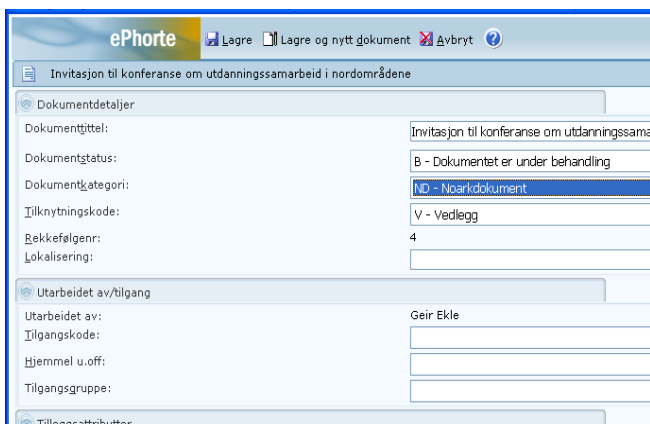 ePhorte Lagre Lagre og nytt dokument Avbryt ?
Invitasjon til konferanse om utdanningssamarbeid i nordområdene
Dokumentdetaljer
Dokumenttittel: Invitasjon til konferanse om utdanningssama
Dokumentstatus: B - Dokumentet er under behandling
Dokumentkategori: ND - Noarkdokument
Tilknytningskode: V - Vedlegg
Rekkefølgenr: 4
Lokalisering:
Utarbeidet av/tilgang
Utarbeidet av: Geir Ekle
Tilgangskode:
Hjemmel u.off:
Tilgangsgruppe:
Tilleggsattributter